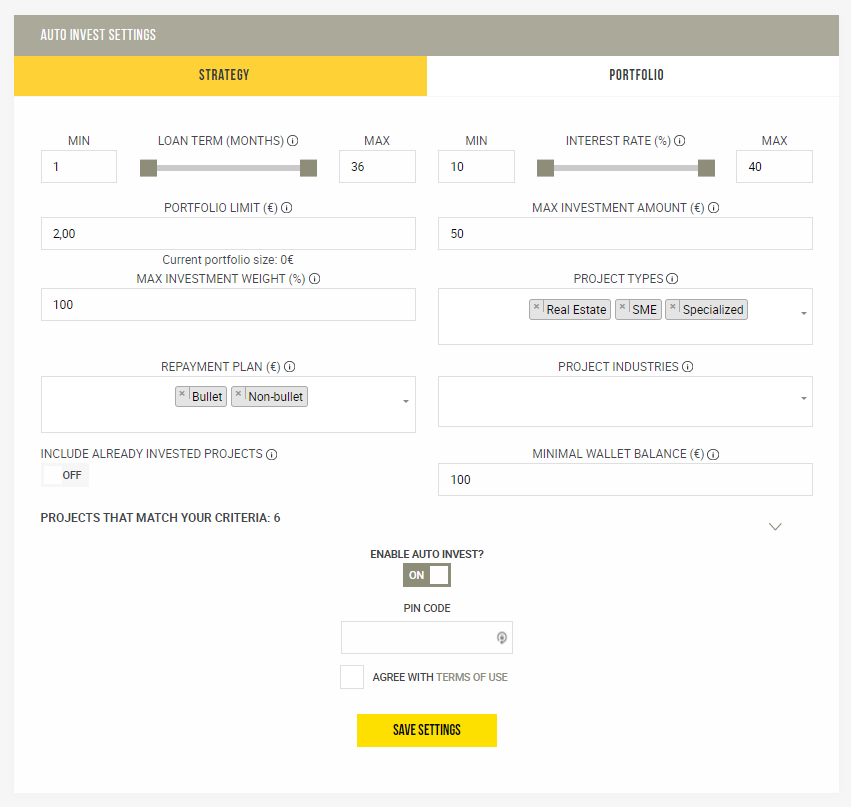 AUTO INVEST SETTINGS
STRATEGY PORTFOLIO
MIN LOAN TERM (MONTHS) MAX MIN INTEREST RATE (%) MAX
1 36 10 40
PORTFOLIO LIMIT (€) MAX INVESTMENT AMOUNT (€)
2,00 50
Current portfolio size: 0€
MAX INVESTMENT WEIGHT (%) PROJECT TYPES
100 × Real Estate × SME × Specialized
REPAYMENT PLAN (€) PROJECT INDUSTRIES
× Bullet × Non-bullet
INCLUDE ALREADY INVESTED PROJECTS MINIMAL WALLET BALANCE (€)
OFF 100
PROJECTS THAT MATCH YOUR CRITERIA: 6
ENABLE AUTO INVEST?
ON
PIN CODE
AGREE WITH TERMS OF USE
SAVE SETTINGS